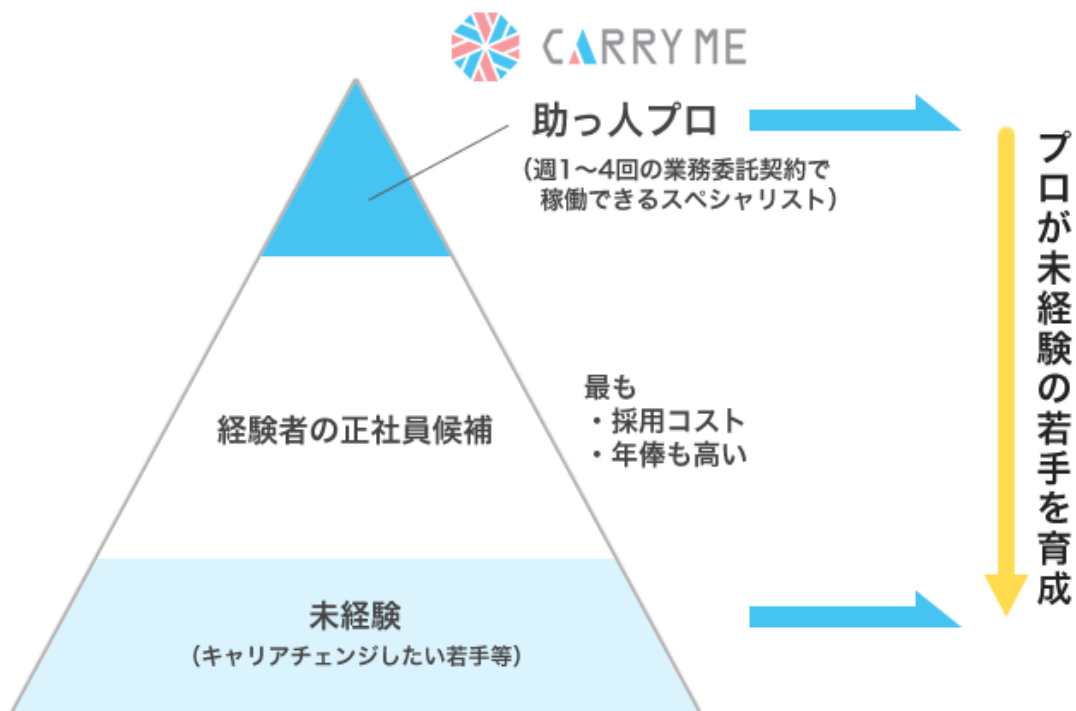 CARRY ME
助っ人プロ
（週1〜4回の業務委託契約で
稼働できるスペシャリスト）
経験者の正社員候補
最も
・採用コスト
・年俸も高い
未経験
（キャリアチェンジしたい若手等）
プロが未経験の若手を育成